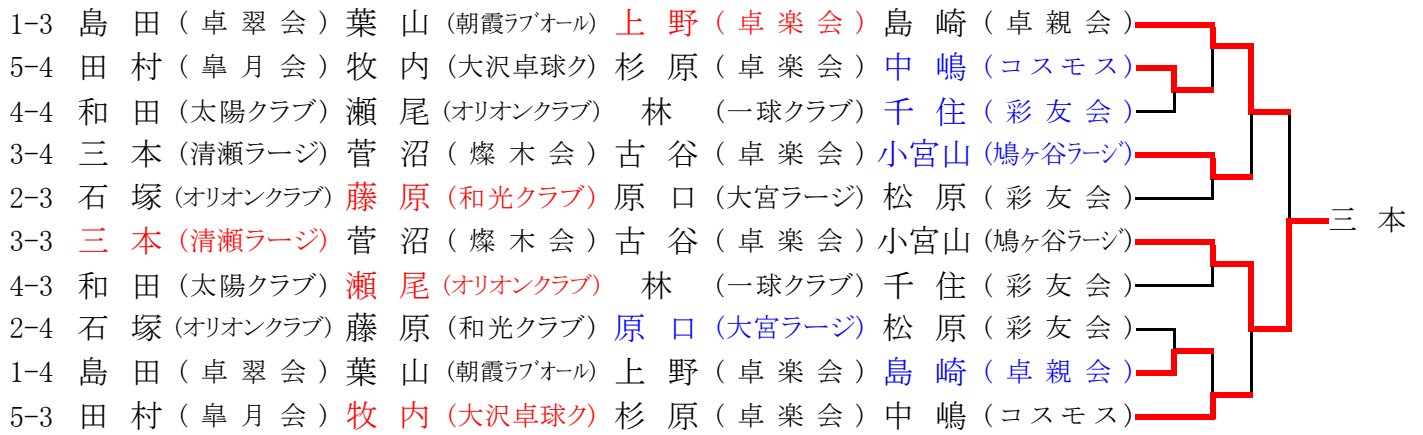 1-3 島 田 ( 卓 翠 会 ) 葉 山 (朝霞ラブオール) 上 野 ( 卓 楽 会 ) 島 崎 ( 卓 親 会 )
5-4 田 村 ( 皐 月 会 ) 牧 内 (大沢卓球ク) 杉 原 ( 卓 楽 会 ) 中 嶋 (コスモス)
4-4 和 田 (太陽クラブ) 瀬 尾 (オリオンクラブ) 林 (一球クラブ) 千 住 ( 彩 友 会 )
3-4 三 本 (清瀬ラージ) 菅 沼 ( 燦 木 会 ) 古 谷 ( 卓 楽 会 ) 小宮山 (鳩ヶ谷ラージ)
2-3 石 塚 (オリオンクラブ) 藤 原 (和光クラブ) 原 口 (大宮ラージ) 松 原 ( 彩 友 会 )
三 本
3-3 三 本 (清瀬ラージ) 菅 沼 ( 燦 木 会 ) 古 谷 ( 卓 楽 会 ) 小宮山 (鳩ヶ谷ラージ)
4-3 和 田 (太陽クラブ) 瀬 尾 (オリオンクラブ) 林 (一球クラブ) 千 住 ( 彩 友 会 )
2-4 石 塚 (オリオンクラブ) 藤 原 (和光クラブ) 原 口 (大宮ラージ) 松 原 ( 彩 友 会 )
1-4 島 田 ( 卓 翠 会 ) 葉 山 (朝霞ラブオール) 上 野 ( 卓 楽 会 ) 島 崎 ( 卓 親 会 )
5-3 田 村 ( 皐 月 会 ) 牧 内 (大沢卓球ク) 杉 原 ( 卓 楽 会 ) 中 嶋 (コスモス)